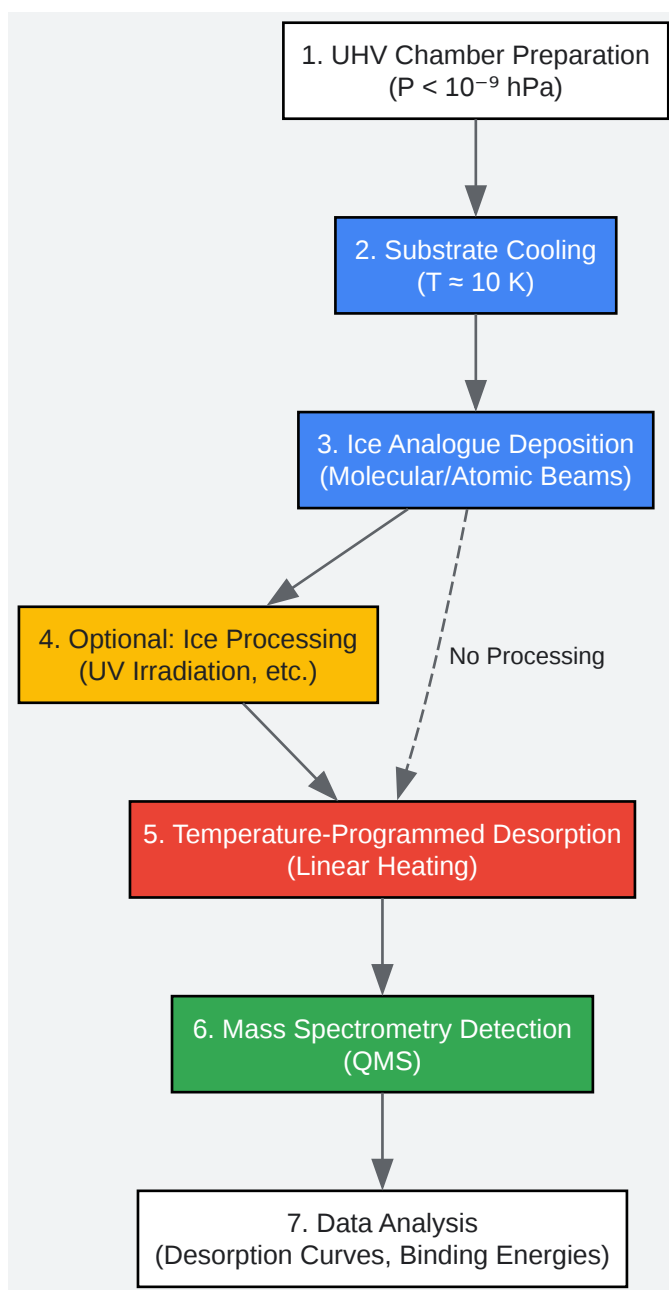 1. UHV Chamber Preparation
(P < 10⁻⁹ hPa)
2. Substrate Cooling
(T ≈ 10 K)
3. Ice Analogue Deposition
(Molecular/Atomic Beams)
4. Optional: Ice Processing
(UV Irradiation, etc.)
No Processing
5. Temperature-Programmed Desorption
(Linear Heating)
6. Mass Spectrometry Detection
(QMS)
7. Data Analysis
(Desorption Curves, Binding Energies)